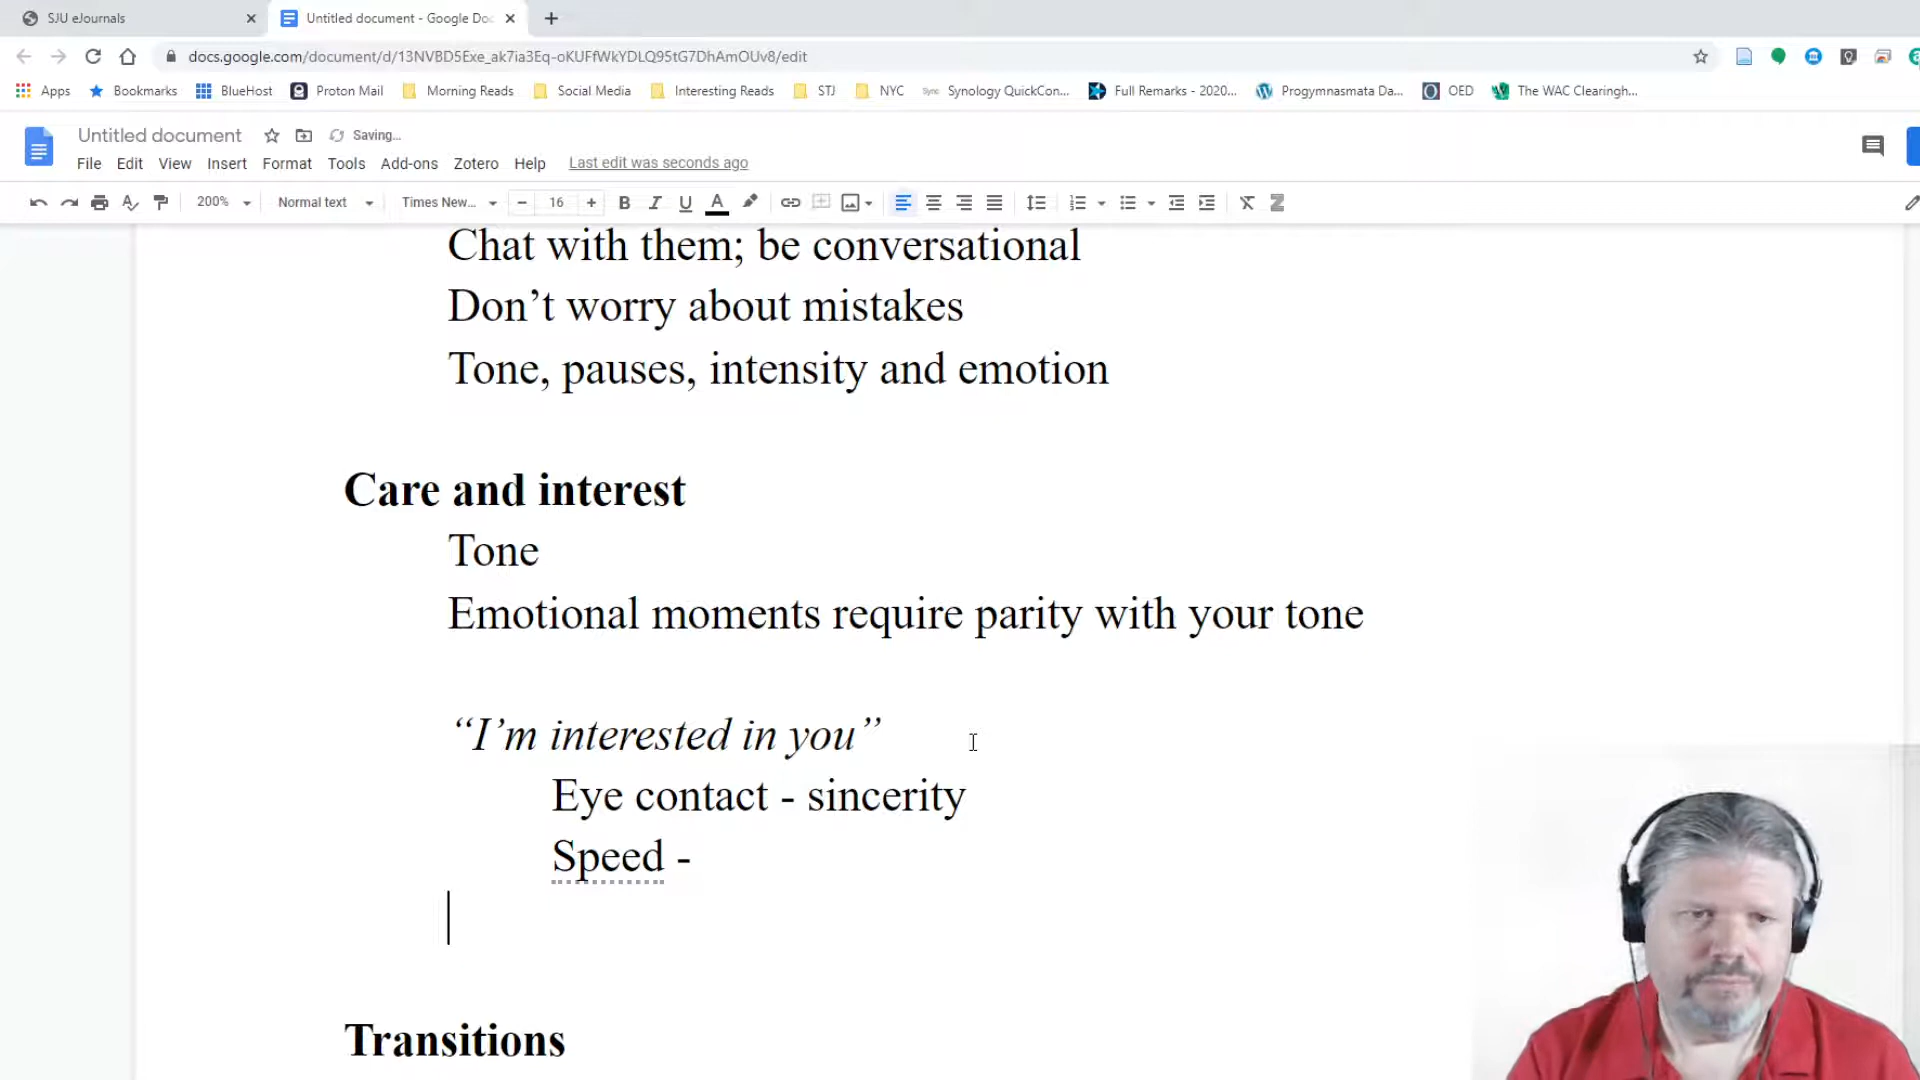 SJU eJournals
Untitled document - Google Doc
docs.google.com/document/d/13NVBD5Exe_ak7ia3Eq-oKUFfWkYDLQ95tG7DhAmOUv8/edit
Apps Bookmarks BlueHost Proton Mail Morning Reads Social Media Interesting Reads STJ NYC Sync Synology QuickCon... Full Remarks - 2020... Progymnasmata Da... OED The WAC Clearingh...
Untitled document Saving...
File Edit View Insert Format Tools Add-ons Zotero Help Last edit was seconds ago
200% Normal text Times New... 16 B I U A Z
Chat with them; be conversational
Don’t worry about mistakes
Tone, pauses, intensity and emotion
Care and interest
Tone
Emotional moments require parity with your tone
“I’m interested in you”
Eye contact - sincerity
Speed -
Transitions